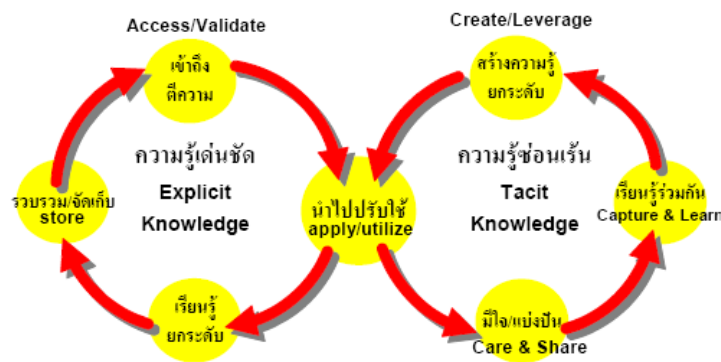 Access/Validate
เข้าถึง
ตีความ
ความรู้เด่นชัด
Explicit
Knowledge
รวบรวม/จัดเก็บ
store
เรียนรู้
ยกระดับ
นำไปปรับใช้
apply/utilize
Create/Leverage
สร้างความรู้
ยกระดับ
ความรู้ซ่อนเร้น
Tacit
Knowledge
เรียนรู้ร่วมกัน
Capture & Learn
มีใจ/แบ่งปัน
Care & Share